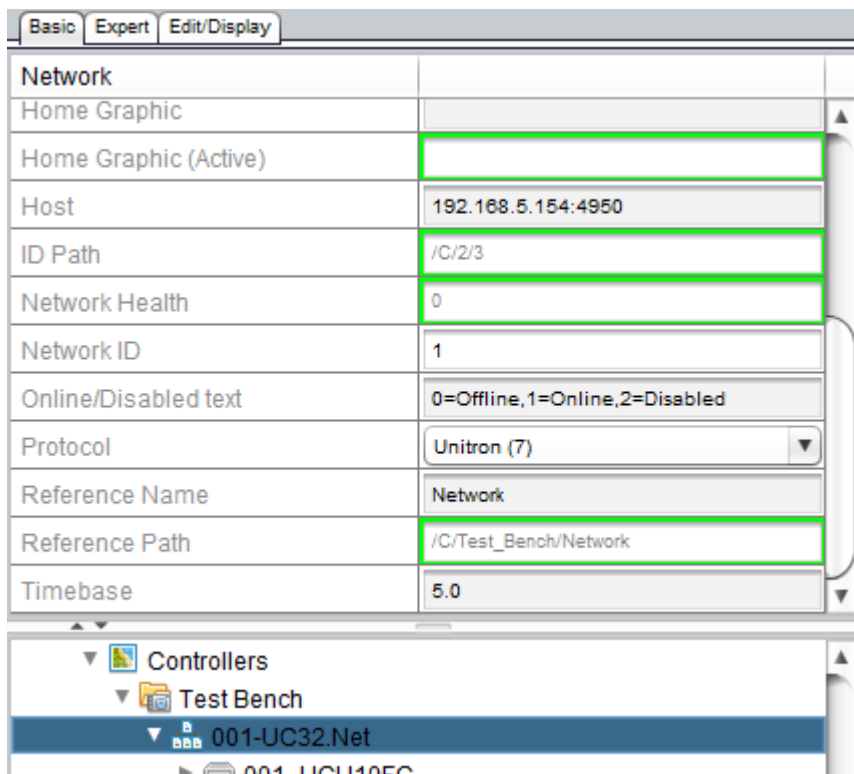 Basic Expert Edit/Display
Network
Home Graphic
Home Graphic (Active)
Host 192.168.5.154:4950
ID Path /C/2/3
Network Health 0
Network ID 1
Online/Disabled text 0=Offline,1=Online,2=Disabled
Protocol Unitron (7)
Reference Name Network
Reference Path /C/Test_Bench/Network
Timebase 5.0
Controllers
Test Bench
001-UC32.Net